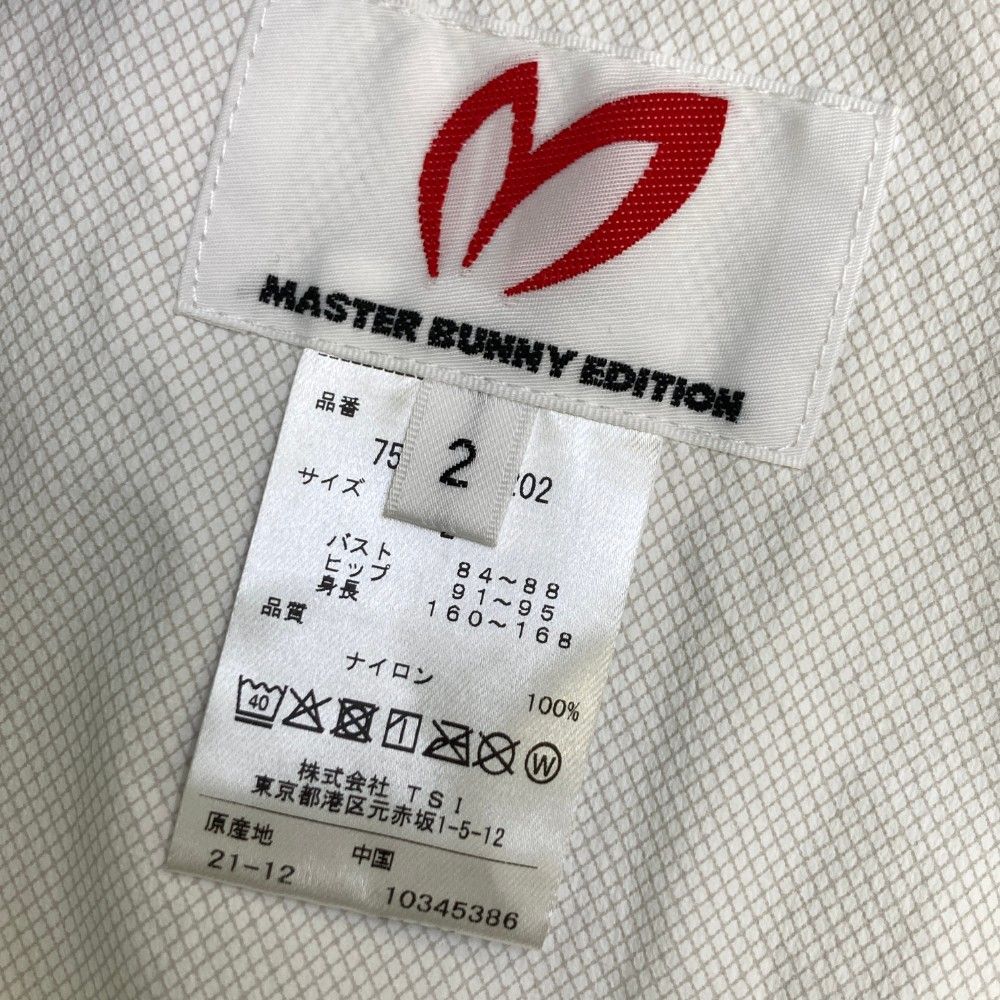 MASTER BUNNY EDITION
品番
2
75 202
サイズ
バスト 84~88
ヒップ 91~95
身長 160~168
品質
ナイロン 100%
40 W
株式会社 TSI
東京都港区元赤坂1-5-12
原産地 中国
21-12 10345386